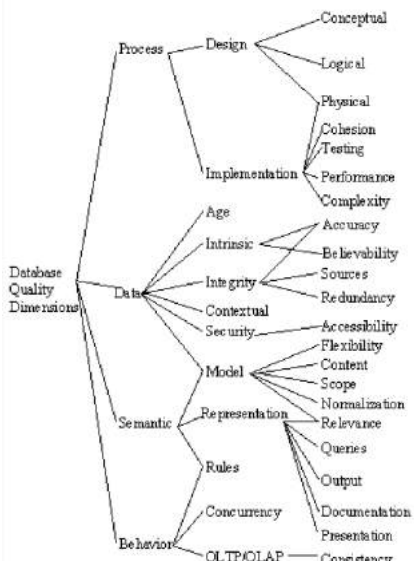 Conceptual
Process
Design
Logical
Physical
Cohesion
Testing
Implementation
Performance
Complexity
Age
Accuracy
Intrinsic
Believability
Database
Quality
Dimensions
Data
Integrity
Sources
Redundancy
Contextual
Security
Accessibility
Flexibility
Model
Content
Scope
Normalization
Semantic
Representation
Relevance
Queries
Rules
Output
Concurrency
Documentation
Presentation
Behavior
OLTP/OLAP
Consistency